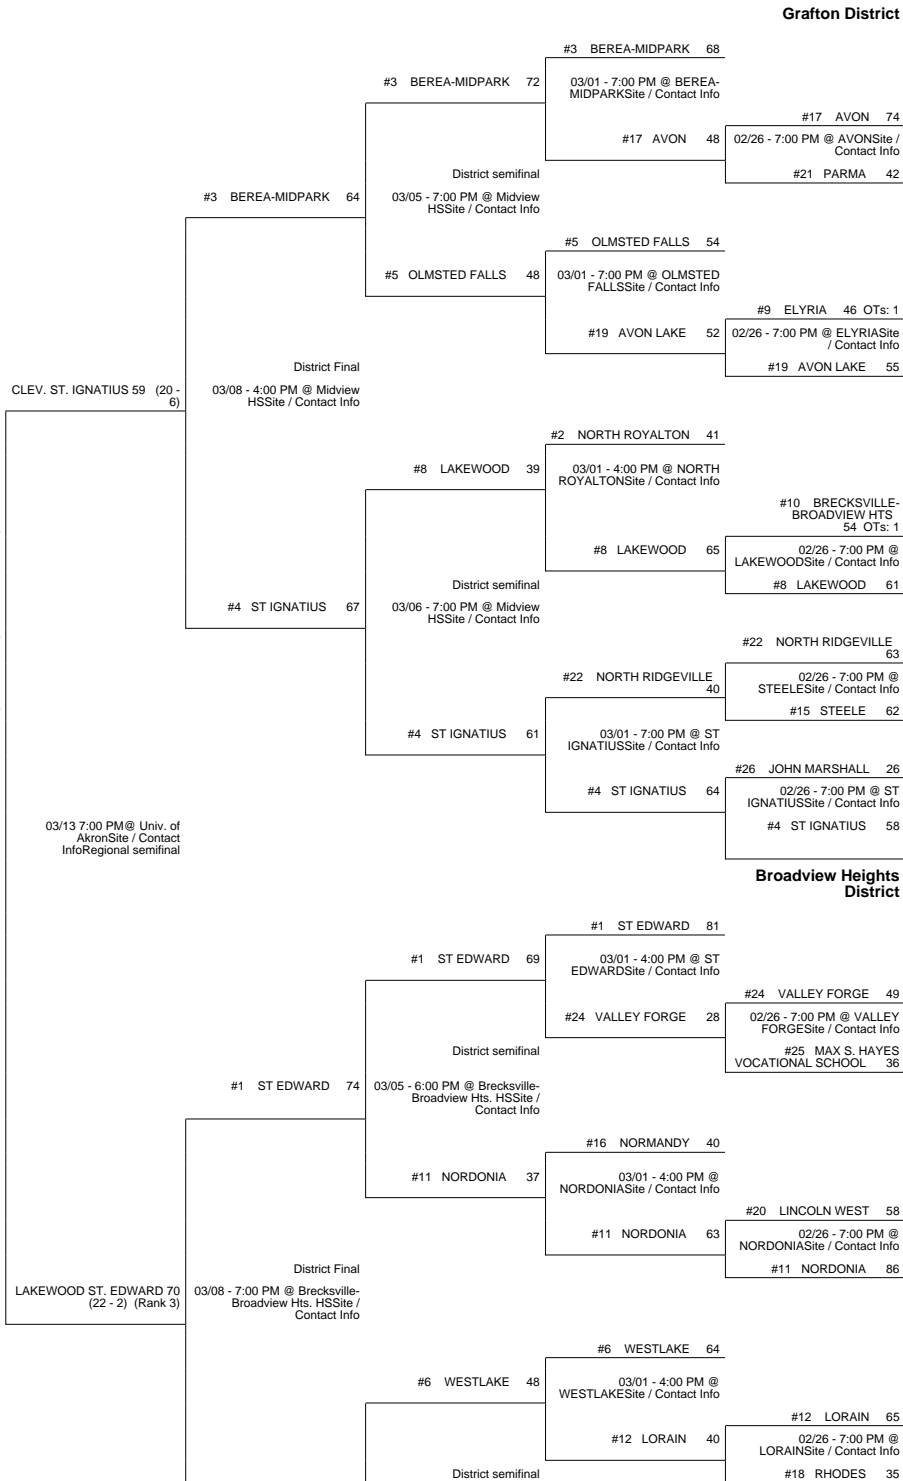 Grafton District
#3 BEREA-MIDPARK 68
#3 BEREA-MIDPARK 72
03/01 - 7:00 PM @ BEREA-
MIDPARKSite / Contact Info
#17 AVON 74
#17 AVON 48
02/26 - 7:00 PM @ AVONSite /
Contact Info
#21 PARMA 42
District semifinal
#3 BEREA-MIDPARK 64
03/05 - 7:00 PM @ Midview
HSSite / Contact Info
#5 OLMSTED FALLS 54
#5 OLMSTED FALLS 48
03/01 - 7:00 PM @ OLMSTED
FALLSSite / Contact Info
#9 ELYRIA 46 OTs: 1
#19 AVON LAKE 52
02/26 - 7:00 PM @ ELYRIASite
/ Contact Info
#19 AVON LAKE 55
District Final
CLEV. ST. IGNATIUS 59 (20 -
6)
03/08 - 4:00 PM @ Midview
HSSite / Contact Info
#2 NORTH ROYALTON 41
#8 LAKEWOOD 39
03/01 - 4:00 PM @ NORTH
ROYALTONSite / Contact Info
#10 BRECKSVILLE-
BROADVIEW HTS
54 OTs: 1
#8 LAKEWOOD 65
02/26 - 7:00 PM @
LAKEWOODSite / Contact Info
#8 LAKEWOOD 61
District semifinal
#4 ST IGNATIUS 67
03/06 - 7:00 PM @ Midview
HSSite / Contact Info
#22 NORTH RIDGEVILLE
63
#22 NORTH RIDGEVILLE
40
02/26 - 7:00 PM @
STEELESite / Contact Info
#15 STEELE 62
#4 ST IGNATIUS 61
03/01 - 7:00 PM @ ST
IGNATIUSSite / Contact Info
#26 JOHN MARSHALL 26
#4 ST IGNATIUS 64
02/26 - 7:00 PM @ ST
IGNATIUSSite / Contact Info
#4 ST IGNATIUS 58
03/13 7:00 PM@ Univ. of
AkronSite / Contact
InfoRegional semifinal
Broadview Heights
District
#1 ST EDWARD 81
#1 ST EDWARD 69
03/01 - 4:00 PM @ ST
EDWARDSite / Contact Info
#24 VALLEY FORGE 49
#24 VALLEY FORGE 28
02/26 - 7:00 PM @ VALLEY
FORGESite / Contact Info
#25 MAX S. HAYES
VOCATIONAL SCHOOL 36
District semifinal
#1 ST EDWARD 74
03/05 - 6:00 PM @ Brecksville-
Broadview Hts. HSSite /
Contact Info
#16 NORMANDY 40
#11 NORDONIA 37
03/01 - 4:00 PM @
NORDONIASite / Contact Info
#20 LINCOLN WEST 58
#11 NORDONIA 63
02/26 - 7:00 PM @
NORDONIASite / Contact Info
#11 NORDONIA 86
District Final
LAKEWOOD ST. EDWARD 70
(22 - 2) (Rank 3)
03/08 - 7:00 PM @ Brecksville-
Broadview Hts. HSSite /
Contact Info
#6 WESTLAKE 64
#6 WESTLAKE 48
03/01 - 4:00 PM @
WESTLAKESite / Contact Info
#12 LORAIN 65
#12 LORAIN 40
02/26 - 7:00 PM @
LORAINSite / Contact Info
District semifinal
#18 RHODES 35